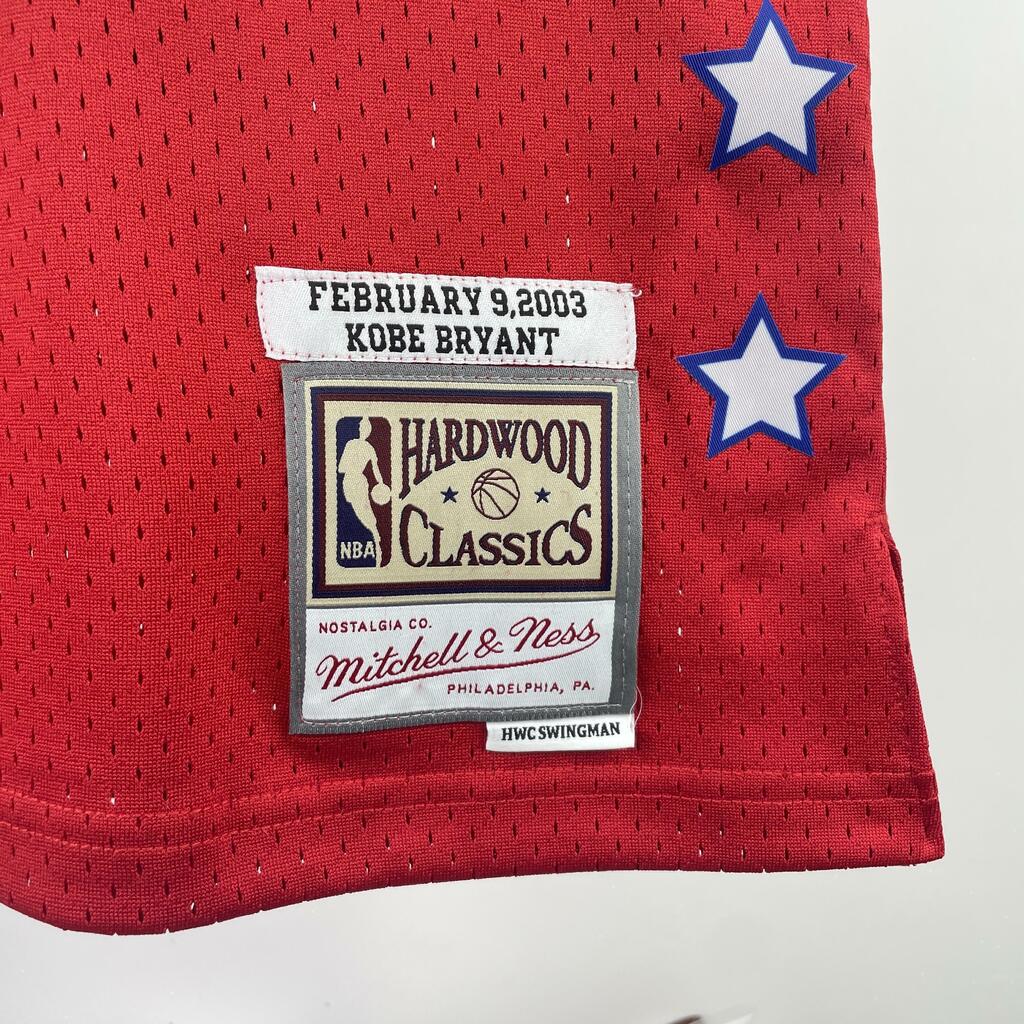 FEBRUARY 9,2003
KOBE BRYANT
HARDWOOD
CLASSICS
NBA
NOSTALGIA CO.
Mitchell & Ness
PHILADELPHIA, PA.
HWC SWINGMAN